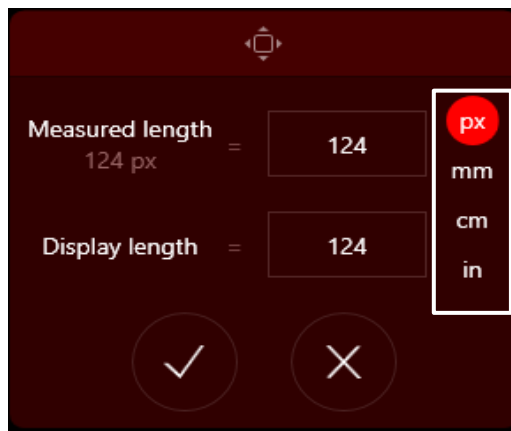 Measured length = 124 px
124 px
mm
cm
Display length = 124
in